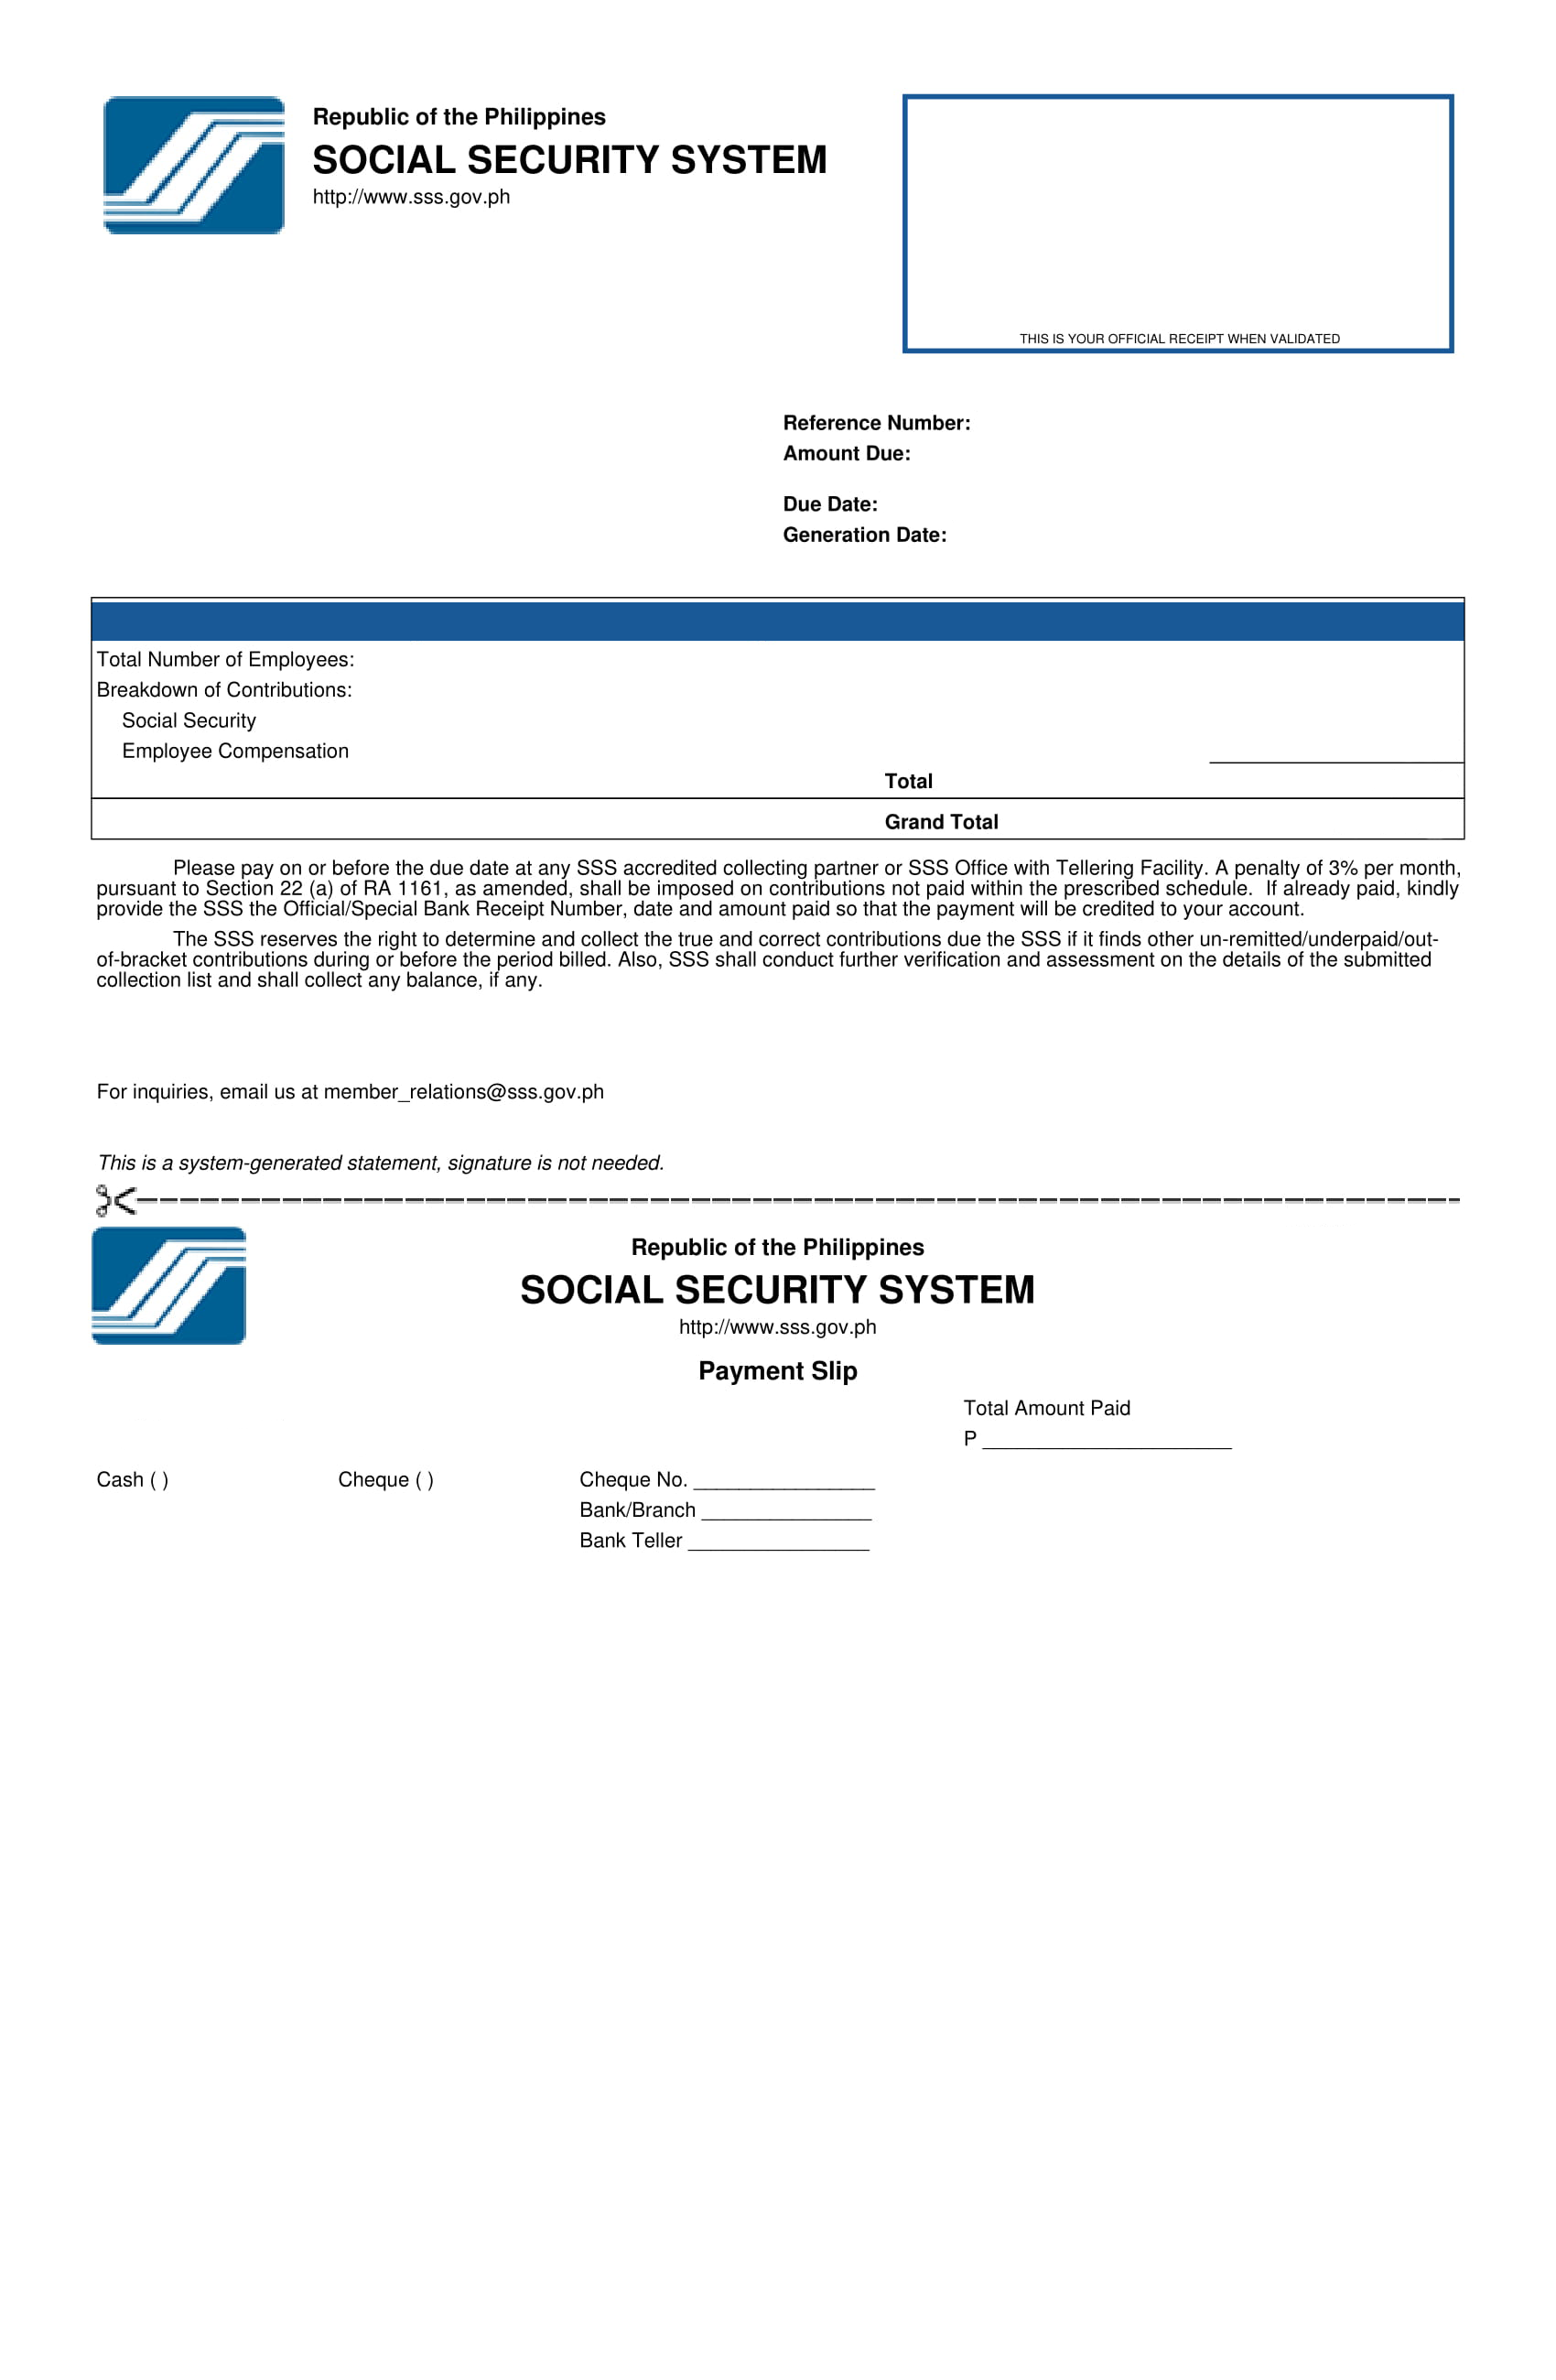 Republic of the Philippines
SOCIAL SECURITY SYSTEM
http://www.sss.gov.ph
THIS IS YOUR OFFICIAL RECEIPT WHEN VALIDATED
Reference Number:
Amount Due:
Due Date:
Generation Date:
Total Number of Employees:
Breakdown of Contributions:
Social Security
Employee Compensation
Total
Grand Total
Please pay on or before the due date at any SSS accredited collecting partner or SSS Office with Tellering Facility. A penalty of 3% per month,
pursuant to Section 22 (a) of RA 1161, as amended, shall be imposed on contributions not paid within the prescribed schedule.  If already paid, kindly
provide the SSS the Official/Special Bank Receipt Number, date and amount paid so that the payment will be credited to your account.
The SSS reserves the right to determine and collect the true and correct contributions due the SSS if it finds other un-remitted/underpaid/out-
of-bracket contributions during or before the period billed. Also, SSS shall conduct further verification and assessment on the details of the submitted
collection list and shall collect any balance, if any.
For inquiries, email us at member_relations@sss.gov.ph
This is a system-generated statement, signature is not needed.
Republic of the Philippines
SOCIAL SECURITY SYSTEM
http://www.sss.gov.ph
Payment Slip
Total Amount Paid
P ______________________
Cash ( ) Cheque ( ) Cheque No. ________________
Bank/Branch _______________
Bank Teller ________________